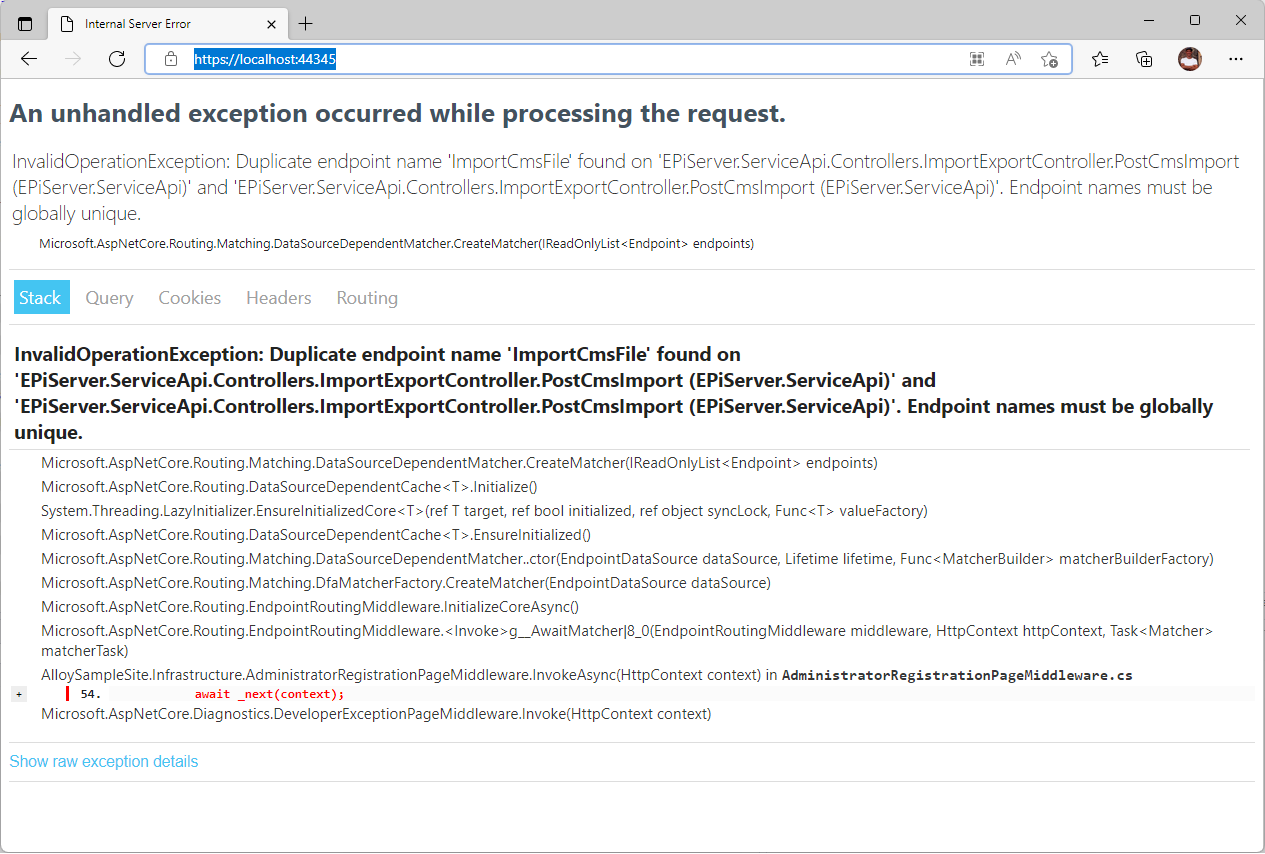 Internal Server Error
https://localhost:44345
An unhandled exception occurred while processing the request.
InvalidOperationException: Duplicate endpoint name 'ImportCmsFile' found on 'EPiServer.ServiceApi.Controllers.ImportExportController.PostCmsImport
(EPiServer.ServiceApi)' and 'EPiServer.ServiceApi.Controllers.ImportExportController.PostCmsImport (EPiServer.ServiceApi)'. Endpoint names must be
globally unique.
Microsoft.AspNetCore.Routing.Matching.DataSourceDependentMatcher.CreateMatcher(IReadOnlyList<Endpoint> endpoints)
Stack Query Cookies Headers Routing
InvalidOperationException: Duplicate endpoint name 'ImportCmsFile' found on
'EPiServer.ServiceApi.Controllers.ImportExportController.PostCmsImport (EPiServer.ServiceApi)' and
'EPiServer.ServiceApi.Controllers.ImportExportController.PostCmsImport (EPiServer.ServiceApi)'. Endpoint names must be globally
unique.
Microsoft.AspNetCore.Routing.Matching.DataSourceDependentMatcher.CreateMatcher(IReadOnlyList<Endpoint> endpoints)
Microsoft.AspNetCore.Routing.DataSourceDependentCache<T>.Initialize()
System.Threading.LazyInitializer.EnsureInitializedCore<T>(ref T target, ref bool initialized, ref object syncLock, Func<T> valueFactory)
Microsoft.AspNetCore.Routing.DataSourceDependentCache<T>.EnsureInitialized()
Microsoft.AspNetCore.Routing.Matching.DataSourceDependentMatcher..ctor(EndpointDataSource dataSource, Lifetime lifetime, Func<MatcherBuilder> matcherBuilderFactory)
Microsoft.AspNetCore.Routing.Matching.DfaMatcherFactory.CreateMatcher(EndpointDataSource dataSource)
Microsoft.AspNetCore.Routing.EndpointRoutingMiddleware.InitializeCoreAsync()
Microsoft.AspNetCore.Routing.EndpointRoutingMiddleware.<Invoke>g__AwaitMatcher|8_0(EndpointRoutingMiddleware middleware, HttpContext httpContext, Task<Matcher>
matcherTask)
AlloySampleSite.Infrastructure.AdministratorRegistrationPageMiddleware.InvokeAsync(HttpContext context) in AdministratorRegistrationPageMiddleware.cs
+ 54. await _next(context);
Microsoft.AspNetCore.Diagnostics.DeveloperExceptionPageMiddleware.Invoke(HttpContext context)
Show raw exception details